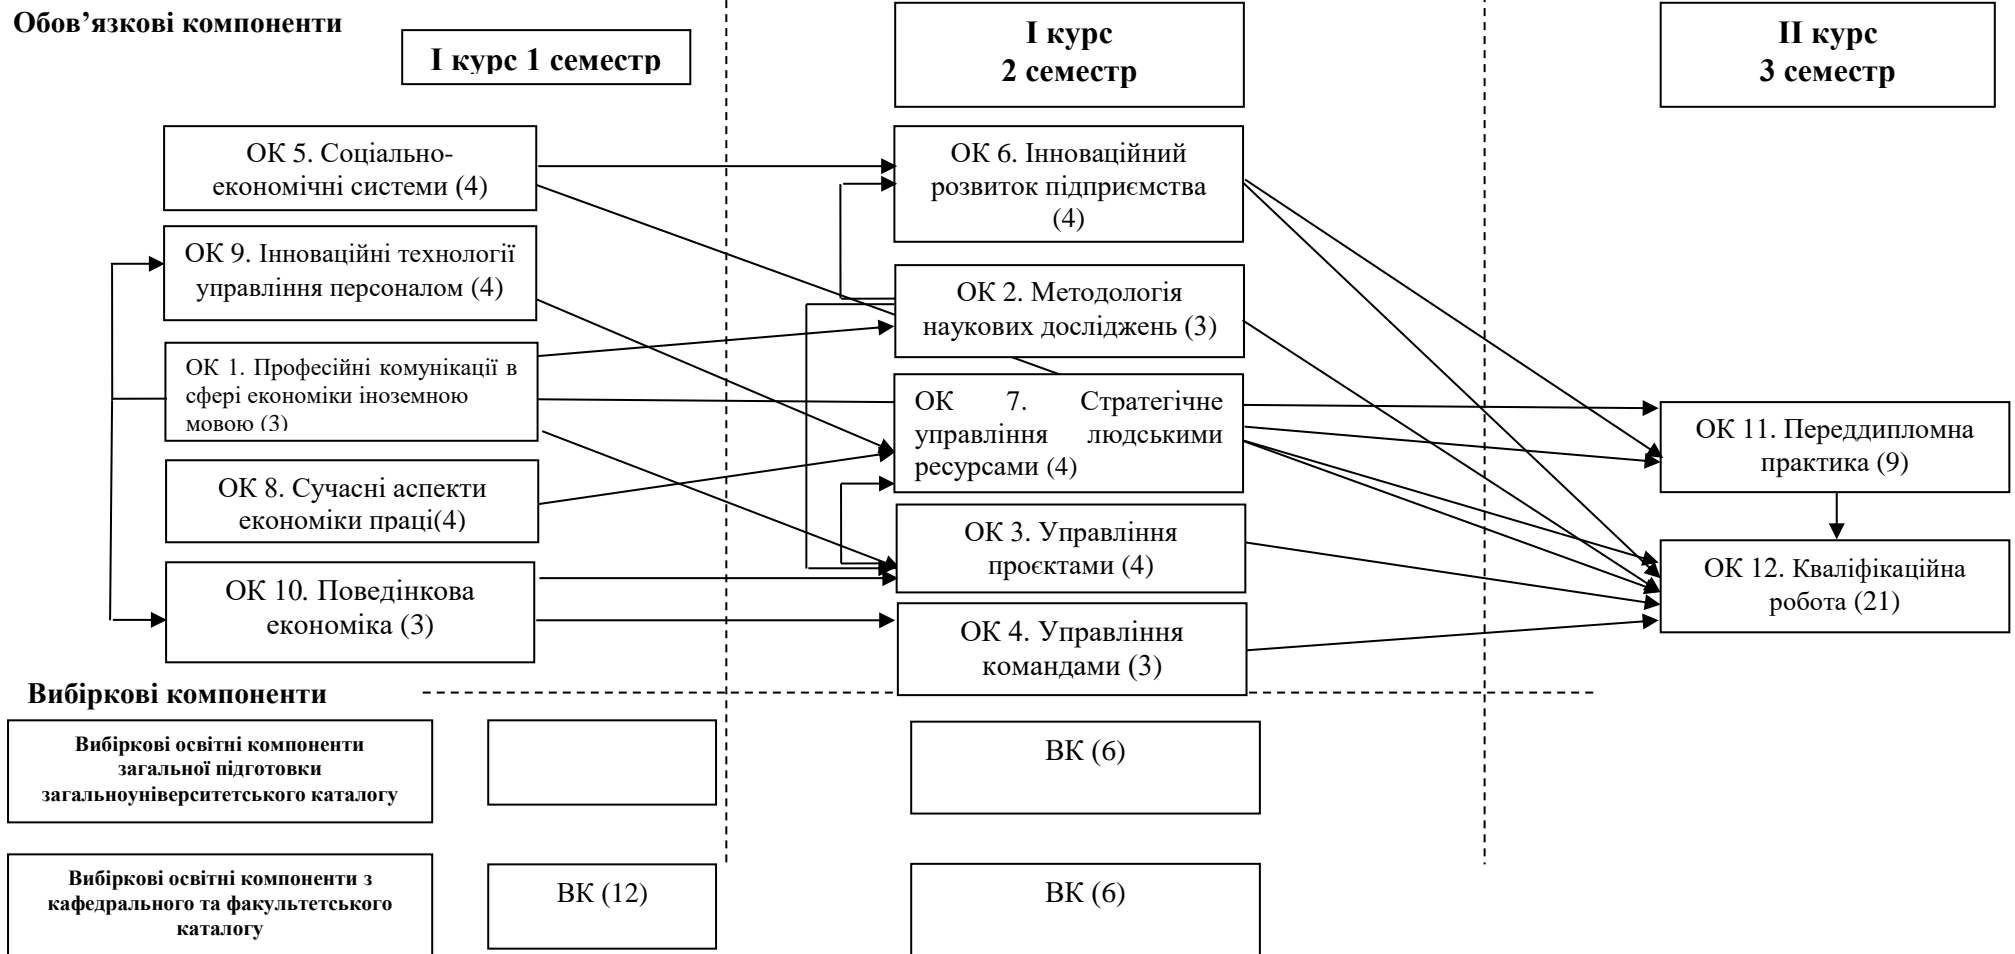 Обов’язкові компоненти
І курс 1 семестр
І курс
2 семестр
ІІ курс
3 семестр
ОК 5. Соціально-
економічні системи (4)
ОК 9. Інноваційні технології
управління персоналом (4)
ОК 1. Професійні комунікації в
сфері економіки іноземною
мовою (3)
ОК 8. Сучасні аспекти
економіки праці(4)
ОК 10. Поведінкова
економіка (3)
ОК 6. Інноваційний
розвиток підприємства
(4)
ОК 2. Методологія
наукових досліджень (3)
ОК 7. Стратегічне
управління людськими
ресурсами (4)
ОК 3. Управління
проєктами (4)
ОК 4. Управління
командами (3)
ОК 11. Переддипломна
практика (9)
ОК 12. Кваліфікаційна
робота (21)
Вибіркові компоненти
Вибіркові освітні компоненти
загальної підготовки
загальноуніверситетського каталогу
ВК (6)
Вибіркові освітні компоненти з
кафедрального та факультетського
каталогу
ВК (12)
ВК (6)